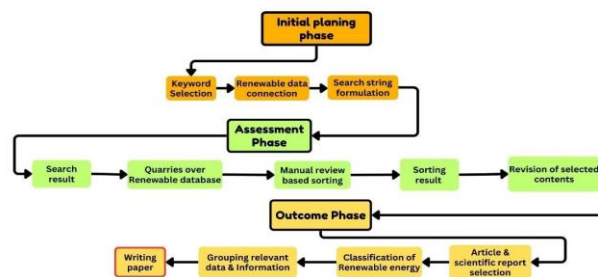 Initial planing
phase
Keyword
Selection
Renewable data
connection
Search string
formulation
Assessment
Phase
Search
result
Quarries over
Renewable database
Manual review
based sorting
Sorting
result
Revision of selected
contents
Outcome Phase
Writing
paper
Grouping relevant
data & Information
Classification of
Renewable energy
Article &
scientific report
selection